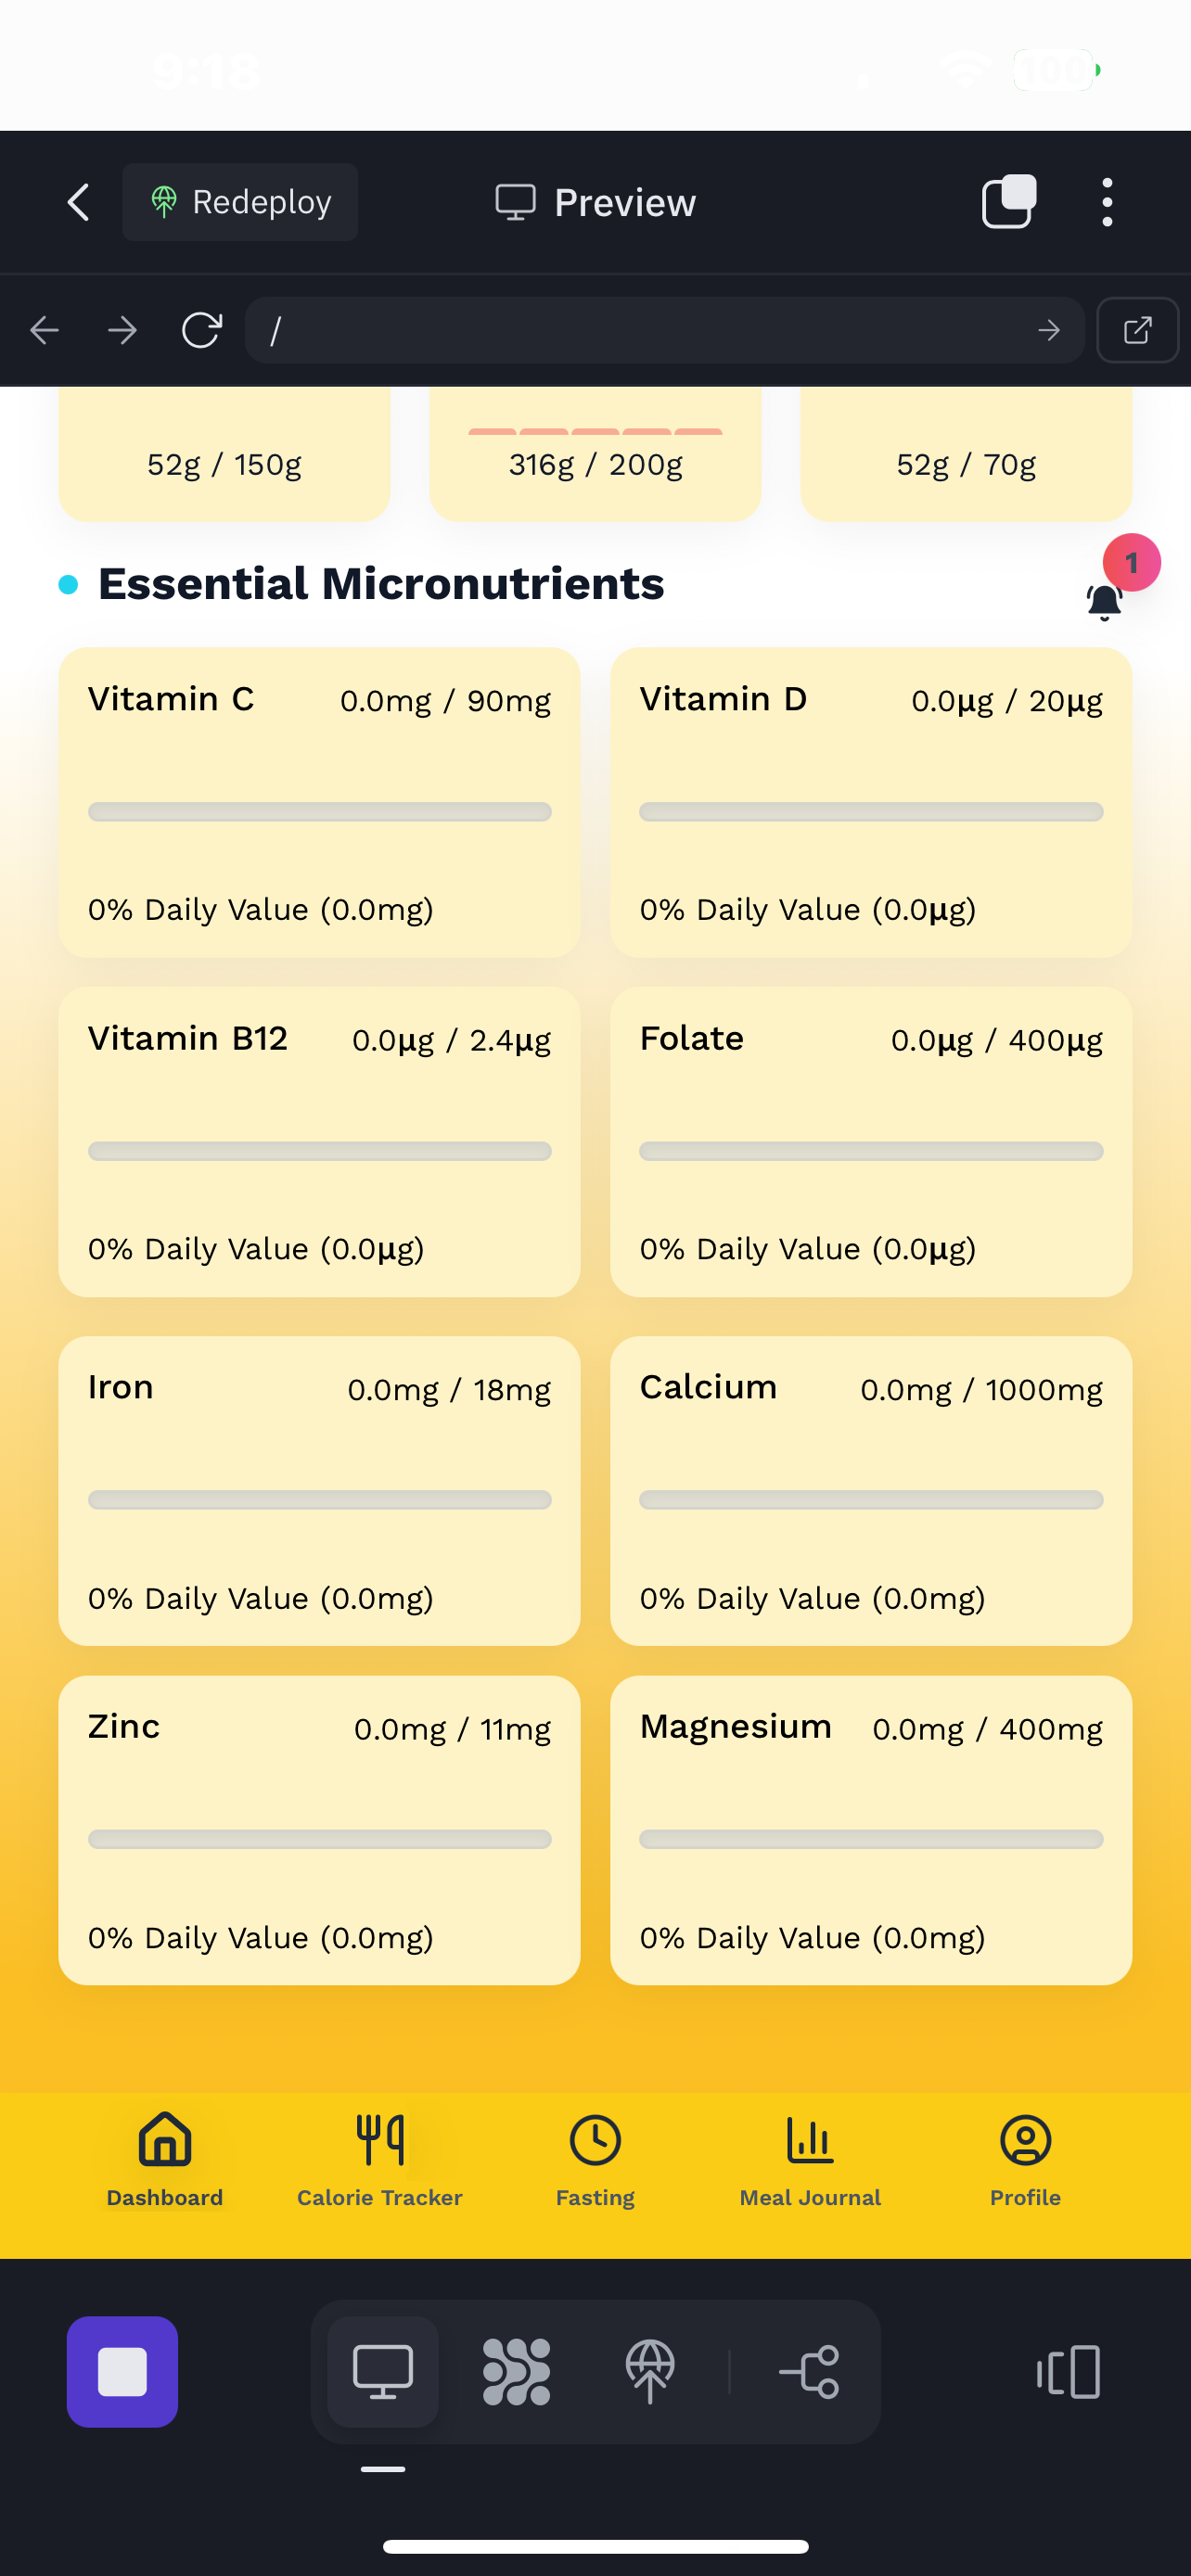 9:18 100
Redeploy Preview
/
52g / 150g 316g / 200g 52g / 70g
Essential Micronutrients 1
Vitamin C 0.0mg / 90mg
0% Daily Value (0.0mg)
Vitamin D 0.0µg / 20µg
0% Daily Value (0.0µg)
Vitamin B12 0.0µg / 2.4µg
0% Daily Value (0.0µg)
Folate 0.0µg / 400µg
0% Daily Value (0.0µg)
Iron 0.0mg / 18mg
0% Daily Value (0.0mg)
Calcium 0.0mg / 1000mg
0% Daily Value (0.0mg)
Zinc 0.0mg / 11mg
0% Daily Value (0.0mg)
Magnesium 0.0mg / 400mg
0% Daily Value (0.0mg)
Dashboard Calorie Tracker Fasting Meal Journal Profile